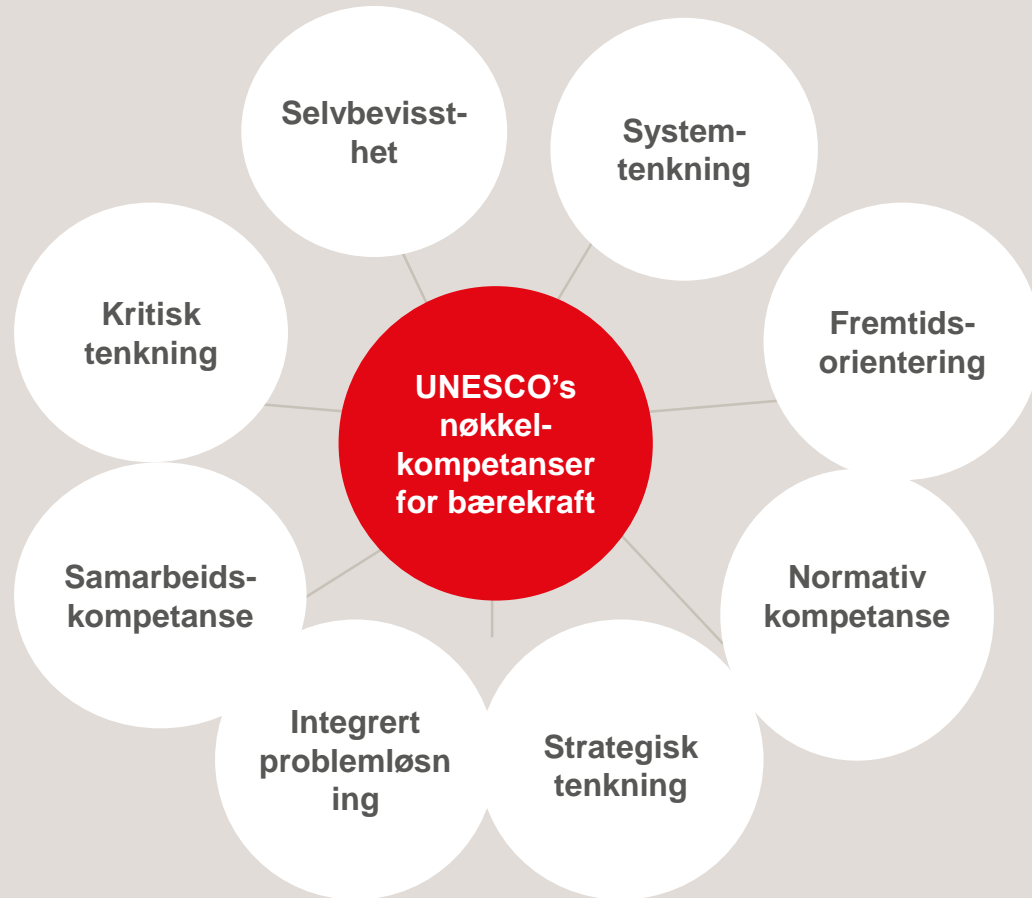 Selvbevisst-
het
System-
tenkning
Kritisk
tenkning
Fremtids-
orientering
UNESCO’s
nøkkel-
kompetanser
for bærekraft
Samarbeids-
kompetanse
Normativ
kompetanse
Integrert
problemløsn
ing
Strategisk
tenkning